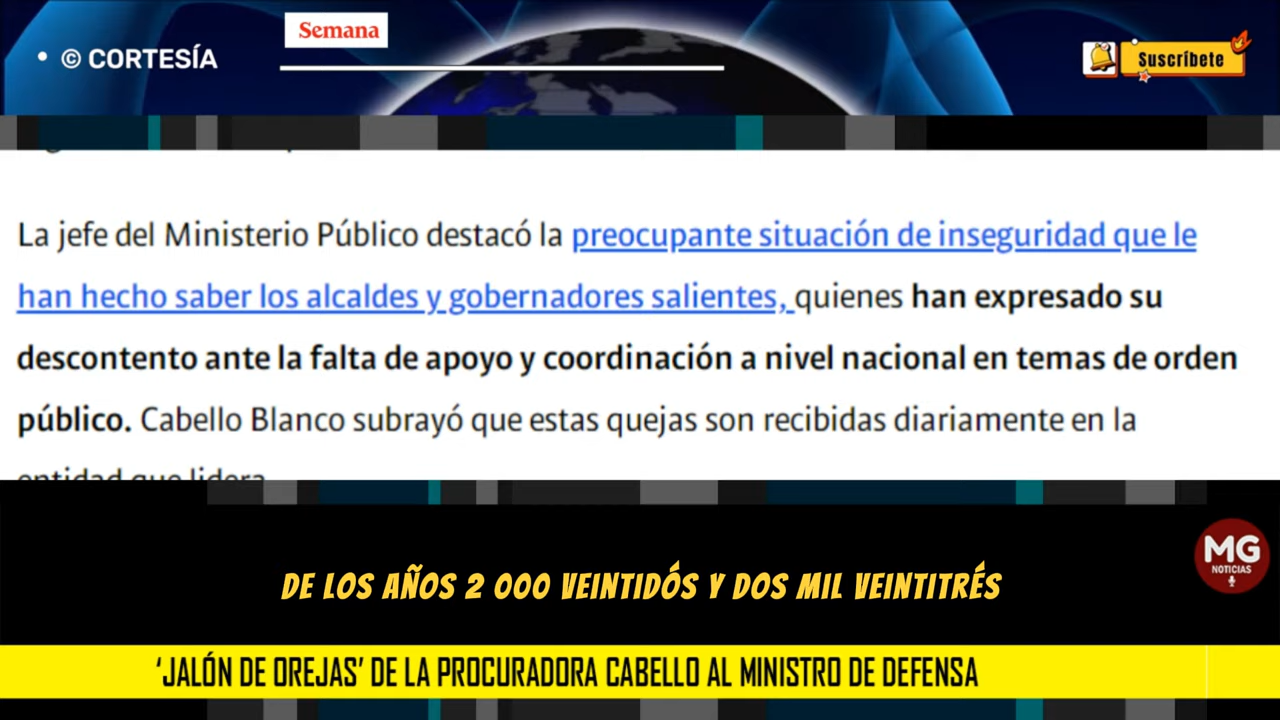 Semana
• © CORTESÍA
Suscríbete
La jefe del Ministerio Público destacó la preocupante situación de inseguridad que le
han hecho saber los alcaldes y gobernadores salientes, quienes han expresado su
descontento ante la falta de apoyo y coordinación a nivel nacional en temas de orden
público. Cabello Blanco subrayó que estas quejas son recibidas diariamente en la
entidad que lidera.
MG
NOTICIAS
DE LOS AÑOS 2 000 VEINTIDÓS Y DOS MIL VEINTITRÉS
‘JALÓN DE OREJAS’ DE LA PROCURADORA CABELLO AL MINISTRO DE DEFENSA